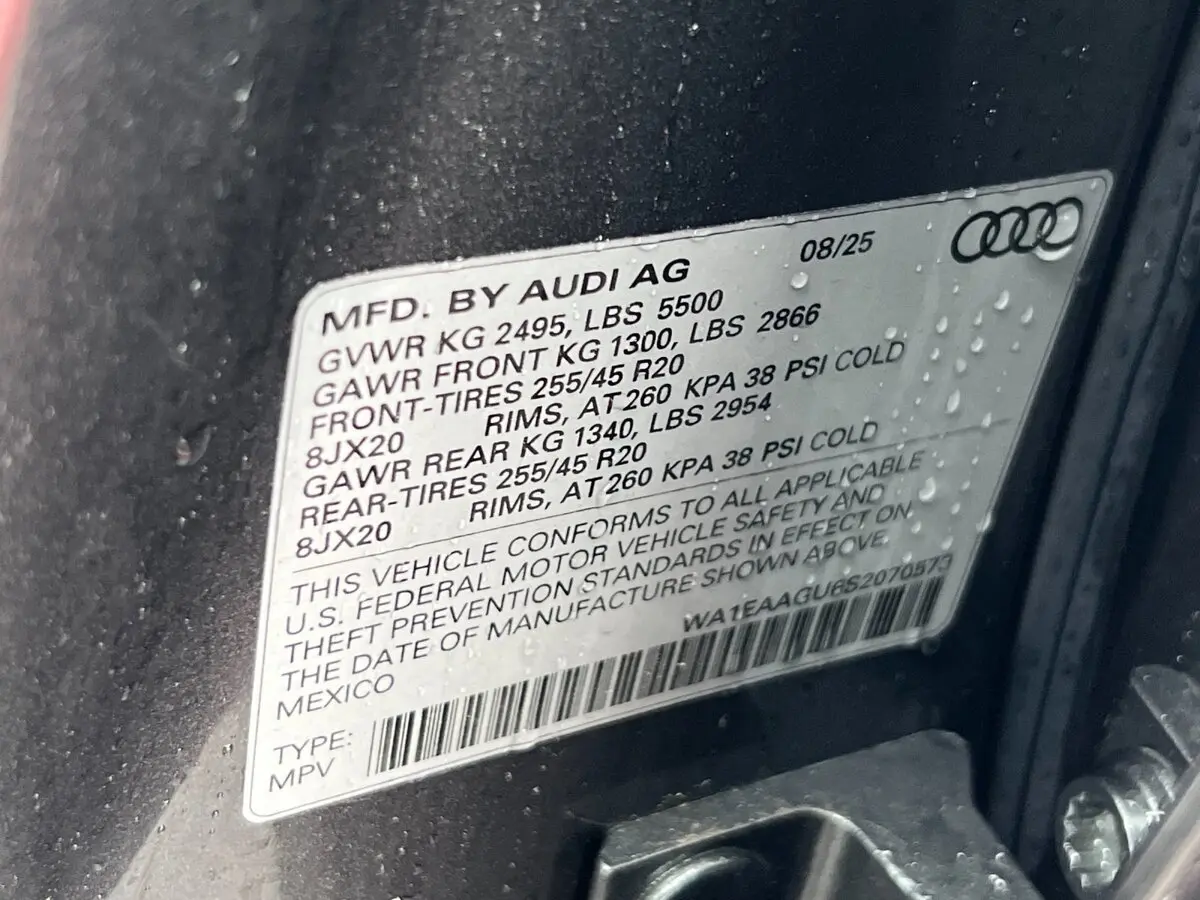 MFD. BY AUDI AG 08/25
GVWR KG 2495, LBS 5500
GAWR FRONT KG 1300, LBS 2866
FRONT-TIRES 255/45 R20
8JX20 RIMS, AT 260 KPA 38 PSI COLD
GAWR REAR KG 1340, LBS 2954
REAR-TIRES 255/45 R20
8JX20 RIMS, AT 260 KPA 38 PSI COLD
THIS VEHICLE CONFORMS TO ALL APPLICABLE
U.S. FEDERAL MOTOR VEHICLE SAFETY AND
THEFT PREVENTION STANDARDS IN EFFECT ON
THE DATE OF MANUFACTURE SHOWN ABOVE.
MEXICO WA1EAAGU6S2070573
TYPE:
MPV